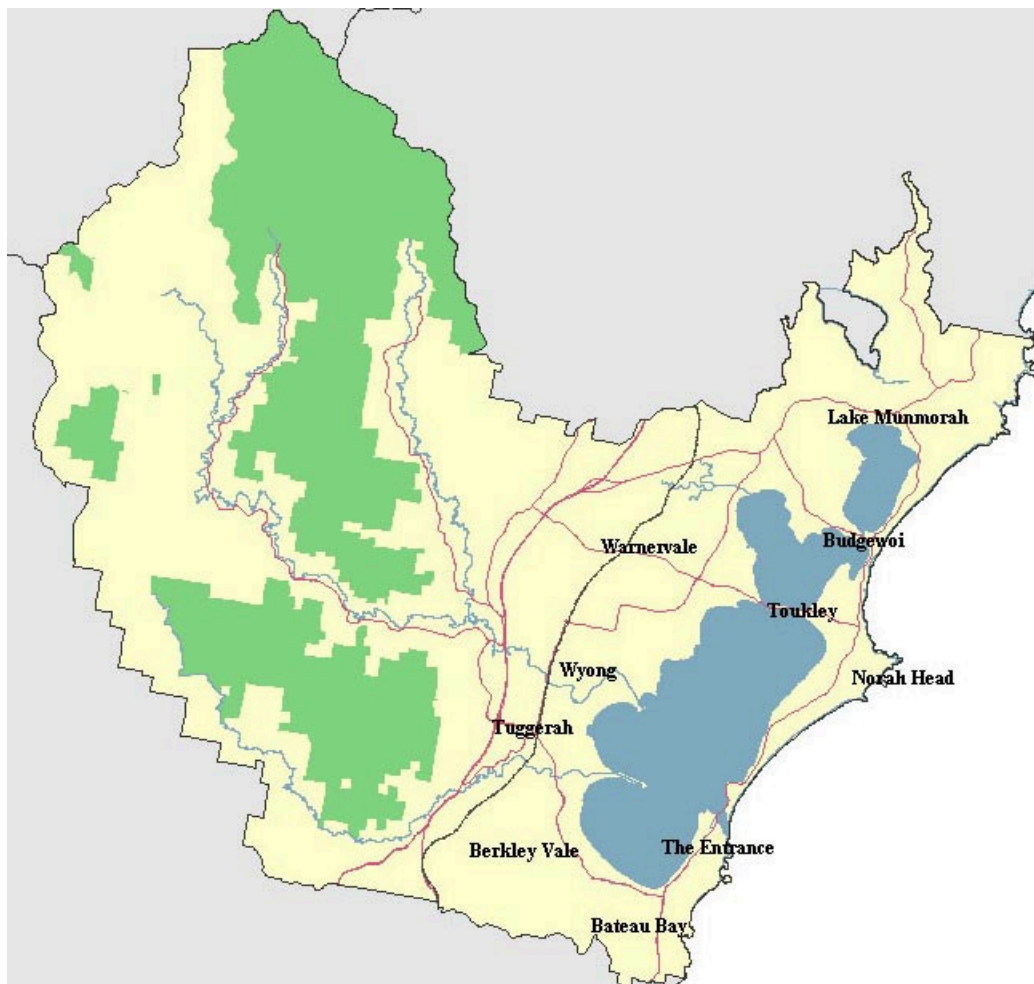 Lake Munmorah
Budgewoi
Warnervale
Toukley
Wyong
Norah Head
Tuggerah
Berkley Vale
The Entrance
Bateau Bay